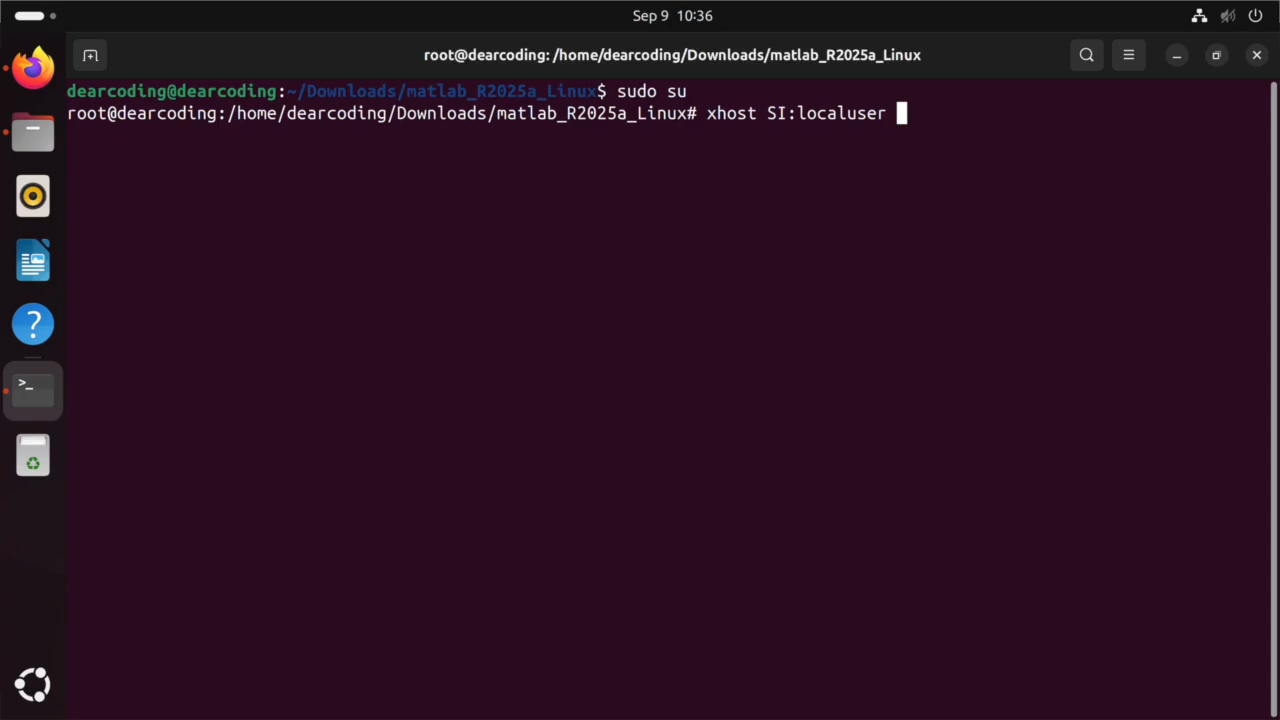 Sep 9 10:36
root@dearcoding: /home/dearcoding/Downloads/matlab_R2025a_Linux
dearcoding@dearcoding:~/Downloads/matlab_R2025a_Linux$ sudo su
root@dearcoding:/home/dearcoding/Downloads/matlab_R2025a_Linux# xhost SI:localuser
>_
?